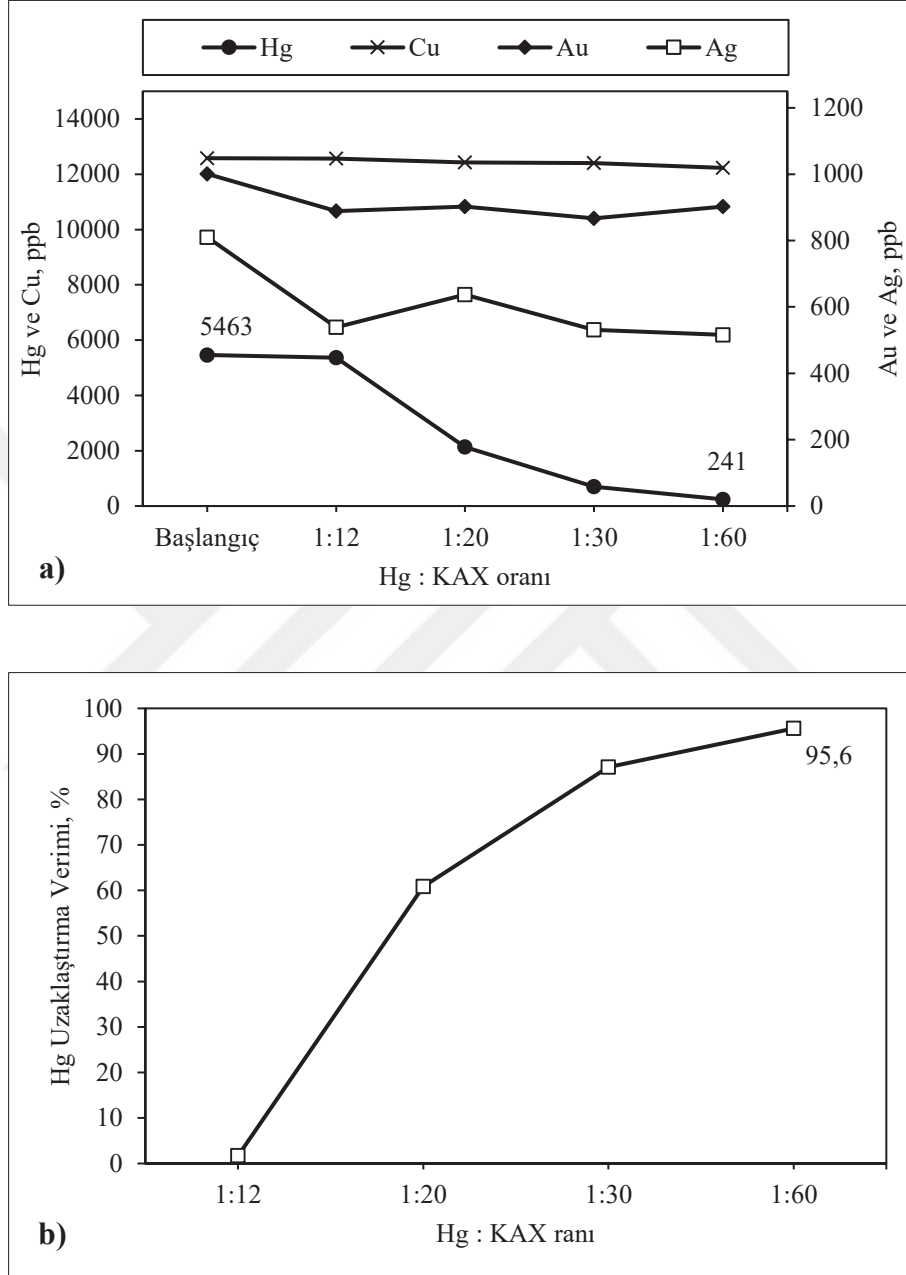 Hg Cu Au Ag
Hg ve Cu, ppb
14000
12000
10000
8000
6000
4000
2000
0
5463
241
Au ve Ag, ppb
1200
1000
800
600
400
200
0
Başlangıç 1:12 1:20 1:30 1:60
Hg : KAX oranı
a)
Hg Uzaklaştırma Verimi, %
100
90
80
70
60
50
40
30
20
10
0
95,6
1:12 1:20 1:30 1:60
Hg : KAX ranı
b)